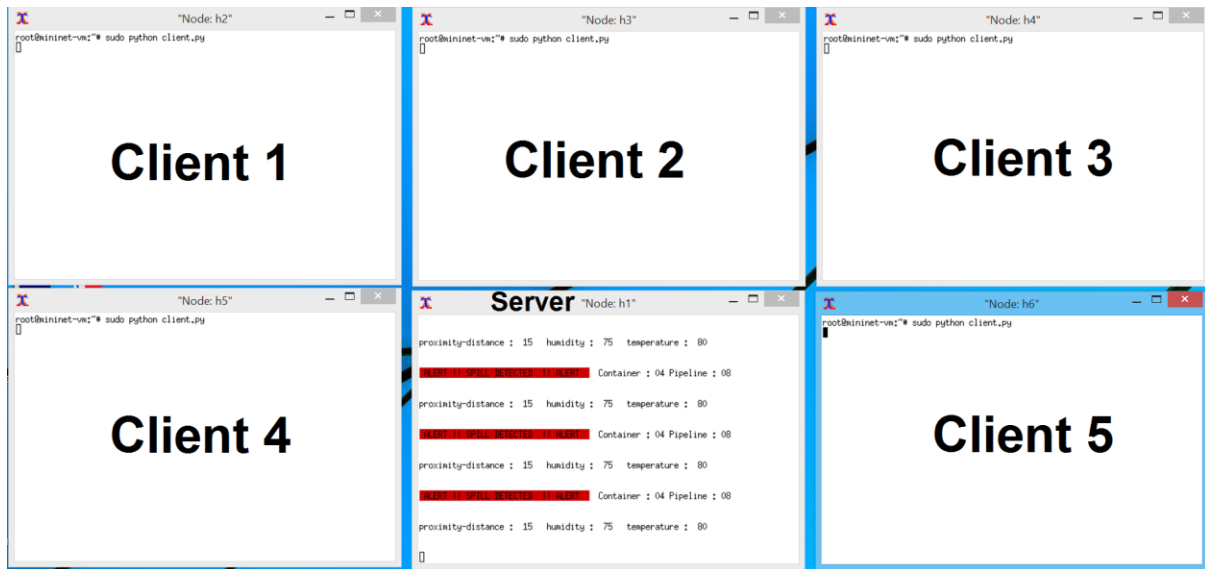 "Node: h2"
root@mininet-vm:~# sudo python client.py
Client 1
"Node: h3"
root@mininet-vm:~# sudo python client.py
Client 2
"Node: h4"
root@mininet-vm:~# sudo python client.py
Client 3
"Node: h5"
root@mininet-vm:~# sudo python client.py
Client 4
Server "Node: h1"
proximity-distance : 15 humidity : 75 temperature : 80
ALERT !! SPILL DETECTED !! ALERT Container : 04 Pipeline : 08
proximity-distance : 15 humidity : 75 temperature : 80
ALERT !! SPILL DETECTED !! ALERT Container : 04 Pipeline : 08
proximity-distance : 15 humidity : 75 temperature : 80
ALERT !! SPILL DETECTED !! ALERT Container : 04 Pipeline : 08
proximity-distance : 15 humidity : 75 temperature : 80
"Node: h6"
root@mininet-vm:~# sudo python client.py
Client 5